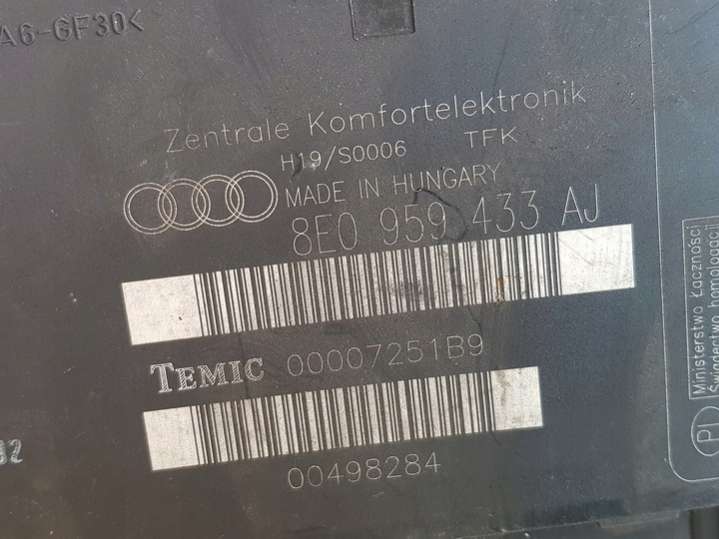 A6-GF30<
Zentrale Komfortelektronik
H19/S0006 TFK
MADE IN HUNGARY
8E0 959 433 AJ
TEMIC 00007251B9
00498284
Ministerstwo Łączności
Świadectwo homologacji
PL